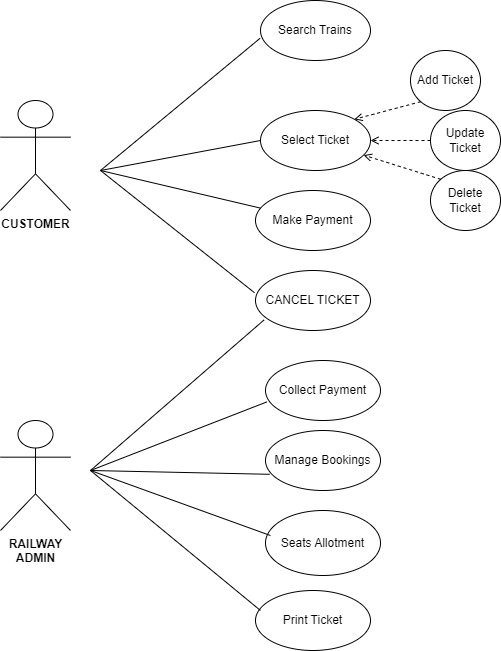 Search Trains
Add Ticket
Select Ticket
Update
Ticket
Delete
Ticket
CUSTOMER
Make Payment
CANCEL TICKET
Collect Payment
Manage Bookings
RAILWAY
ADMIN
Seats Allotment
Print Ticket